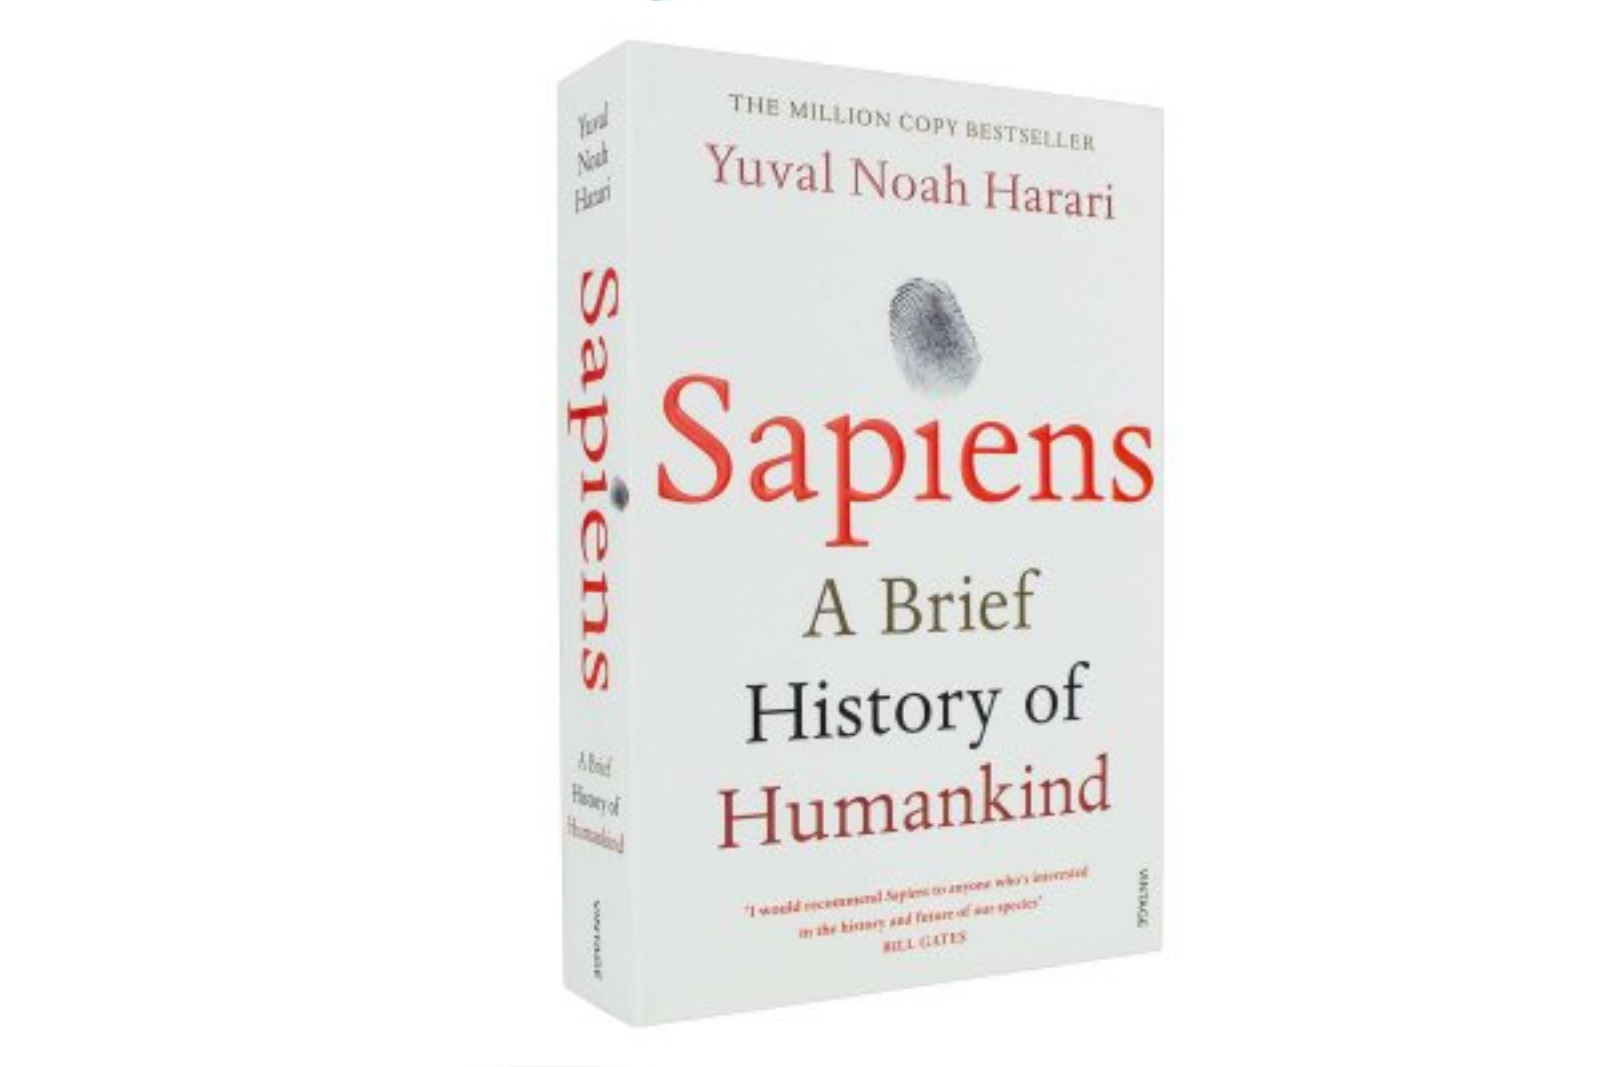 THE MILLION COPY BESTSELLER
Yuval Noah Harari
Sapiens
A Brief
History of
Humankind
'I would recommend Sapiens to anyone who's interested
in the history and future of our species'
BILL GATES
VINTAGE
Yuval
Noah
Harari
Sapiens
A Brief
History of
Humankind
VINTAGE